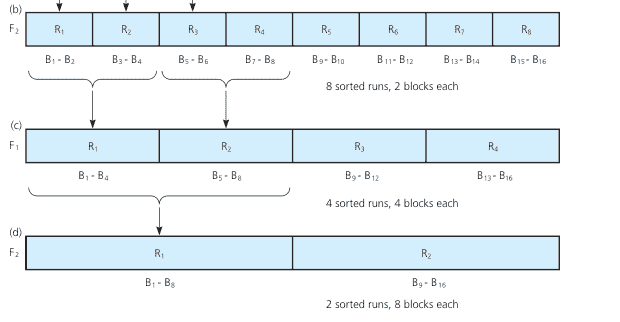 (b)
F₂ R₁ R₂ R₃ R₄ R₅ R₆ R₇ R₈
B₁ - B₂ B₃ - B₄ B₅ - B₆ B₇ - B₈ B₉ - B₁₀ B₁₁ - B₁₂ B₁₃ - B₁₄ B₁₅ - B₁₆
8 sorted runs, 2 blocks each
(c)
F₁ R₁ R₂ R₃ R₄
B₁ - B₄ B₅ - B₈ B₉ - B₁₂ B₁₃ - B₁₆
4 sorted runs, 4 blocks each
(d)
F₂ R₁ R₂
B₁ - B₈ B₉ - B₁₆
2 sorted runs, 8 blocks each